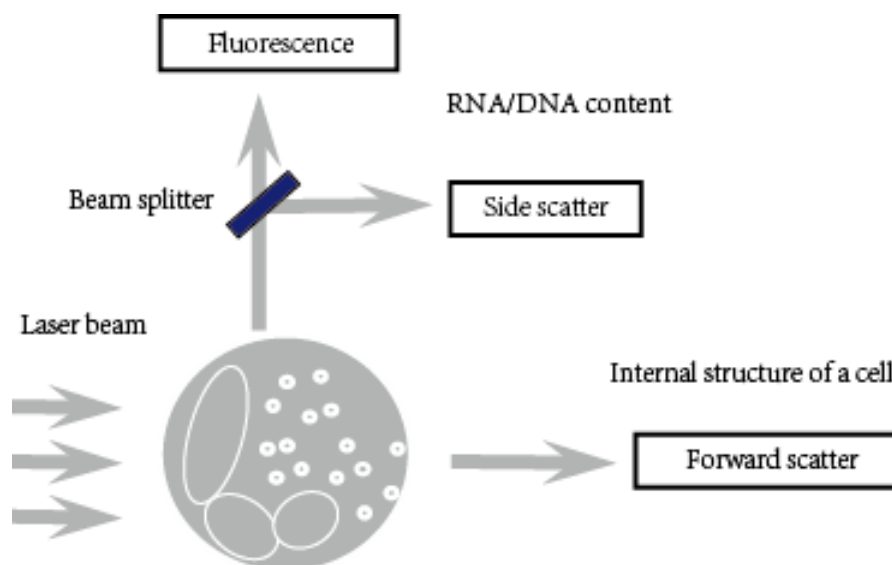 Fluorescence
RNA/DNA content
Beam splitter
Side scatter
Laser beam
Internal structure of a cell
Forward scatter